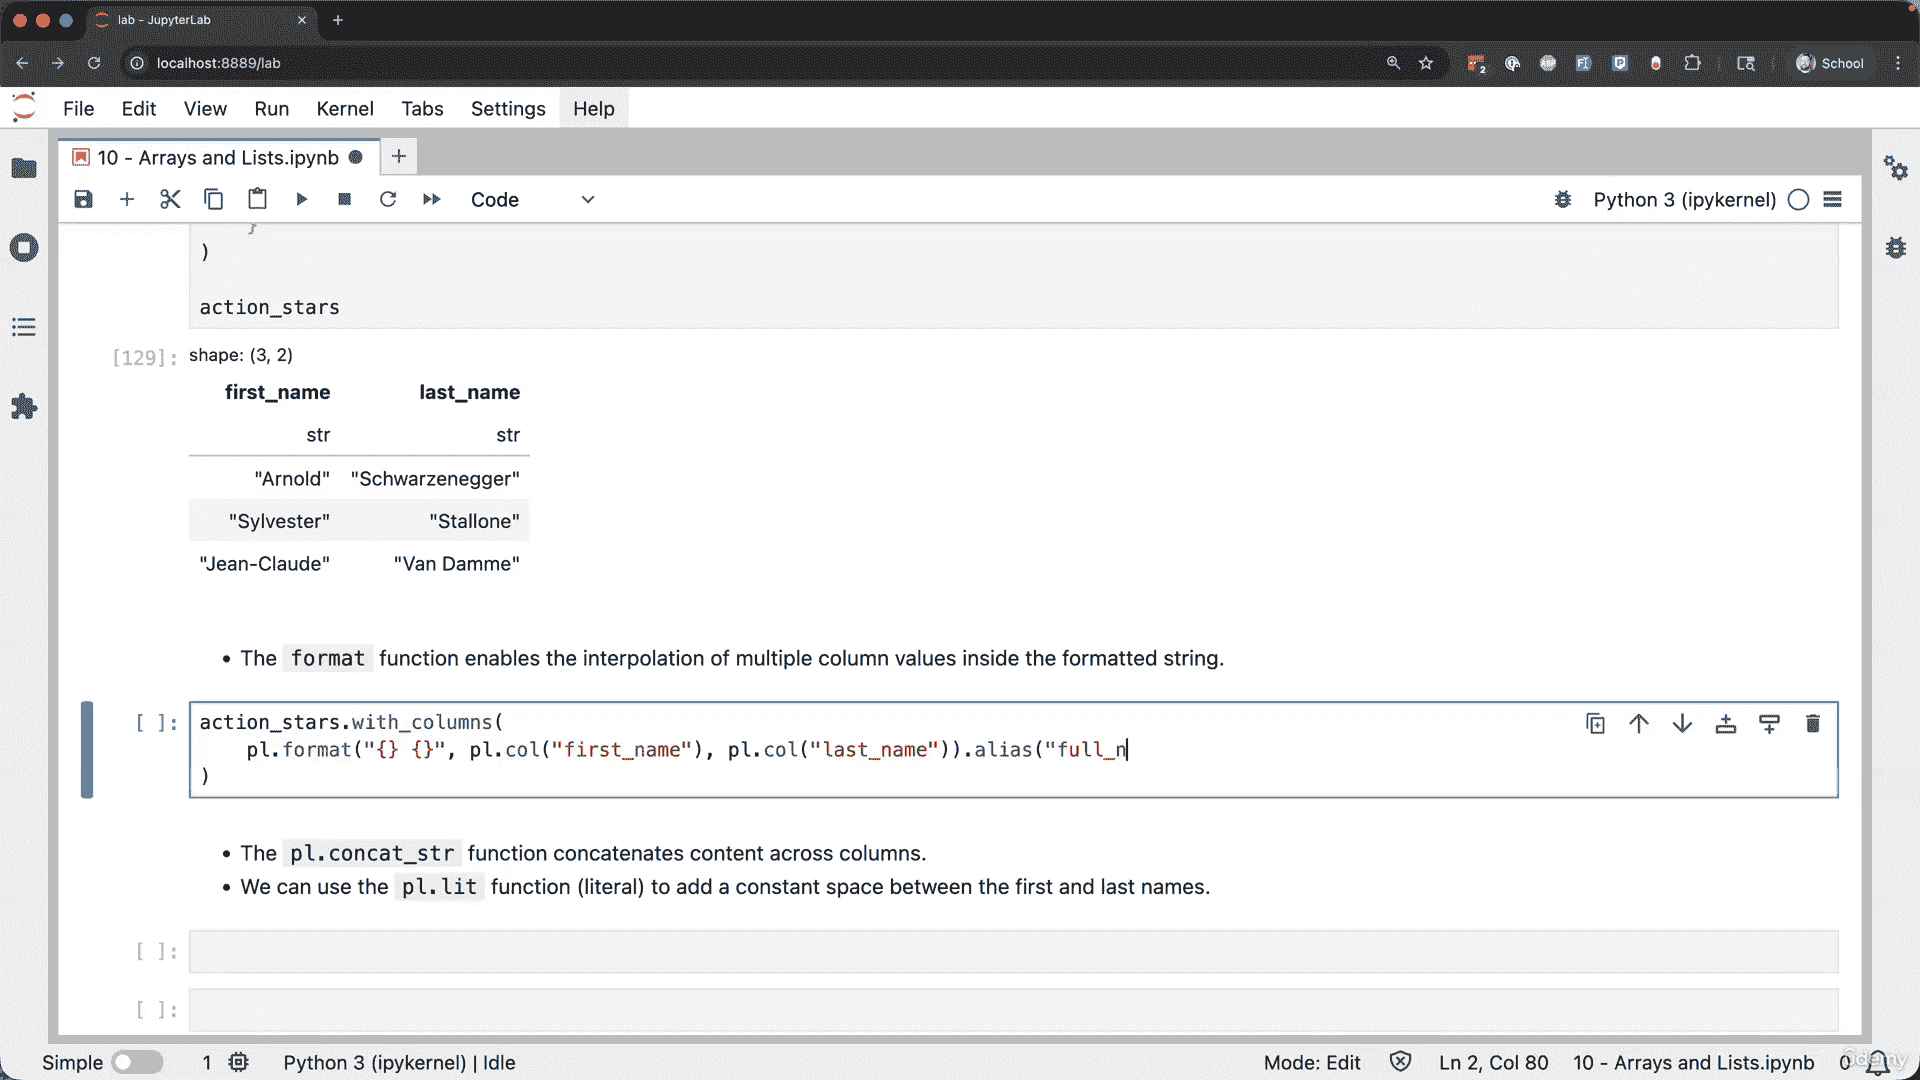 lab - JupyterLab
localhost:8889/lab
2
ABP
School
File Edit View Run Kernel Tabs Settings Help
10 - Arrays and Lists.ipynb
Code
Python 3 (ipykernel)
}
)
action_stars
[129]: shape: (3, 2)
first_name last_name
str str
"Arnold" "Schwarzenegger"
"Sylvester" "Stallone"
"Jean-Claude" "Van Damme"
• The format function enables the interpolation of multiple column values inside the formatted string.
[ ]: action_stars.with_columns(
pl.format("{} {}", pl.col("first_name"), pl.col("last_name")).alias("full_n
)
• The pl.concat_str function concatenates content across columns.
• We can use the pl.lit function (literal) to add a constant space between the first and last names.
[ ]:
[ ]:
Simple 1 Python 3 (ipykernel) | Idle Mode: Edit Ln 2, Col 80 10 - Arrays and Lists.ipynb 0
Udemy